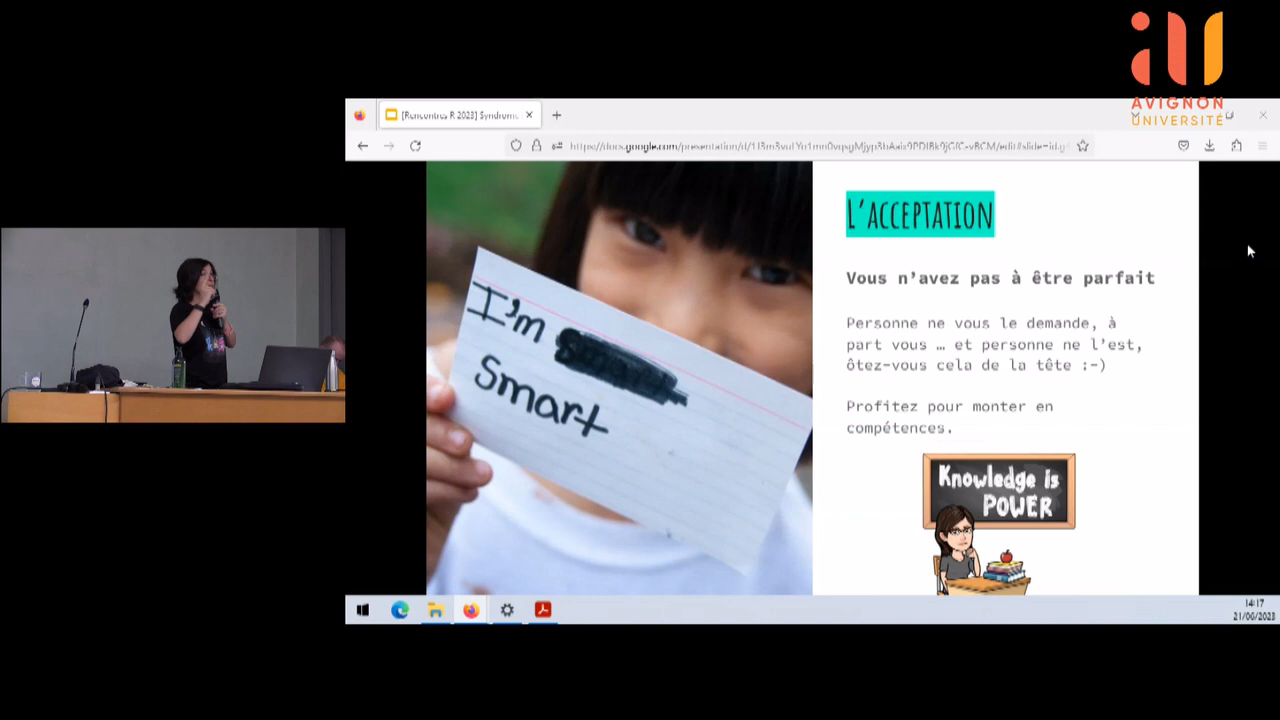 AVIGNON
UNIVERSITÉ
[Rencontres R 2023] Syndrome
L'ACCEPTATION
Vous n'avez pas à être parfait
Personne ne vous le demande, à
part vous … et personne ne l'est,
ôtez-vous cela de la tête :-)
Profitez pour monter en
compétences.
I'm
Smart
Knowledge is
POWER
14:17
21/06/2023